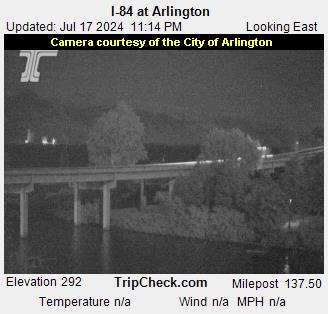 I-84 at Arlington
Updated: Jul 17 2024 11:14 PM Looking East
Camera courtesy of the City of Arlington
Elevation 292 TripCheck.com Milepost 137.50
Temperature n/a Wind n/a MPH n/a